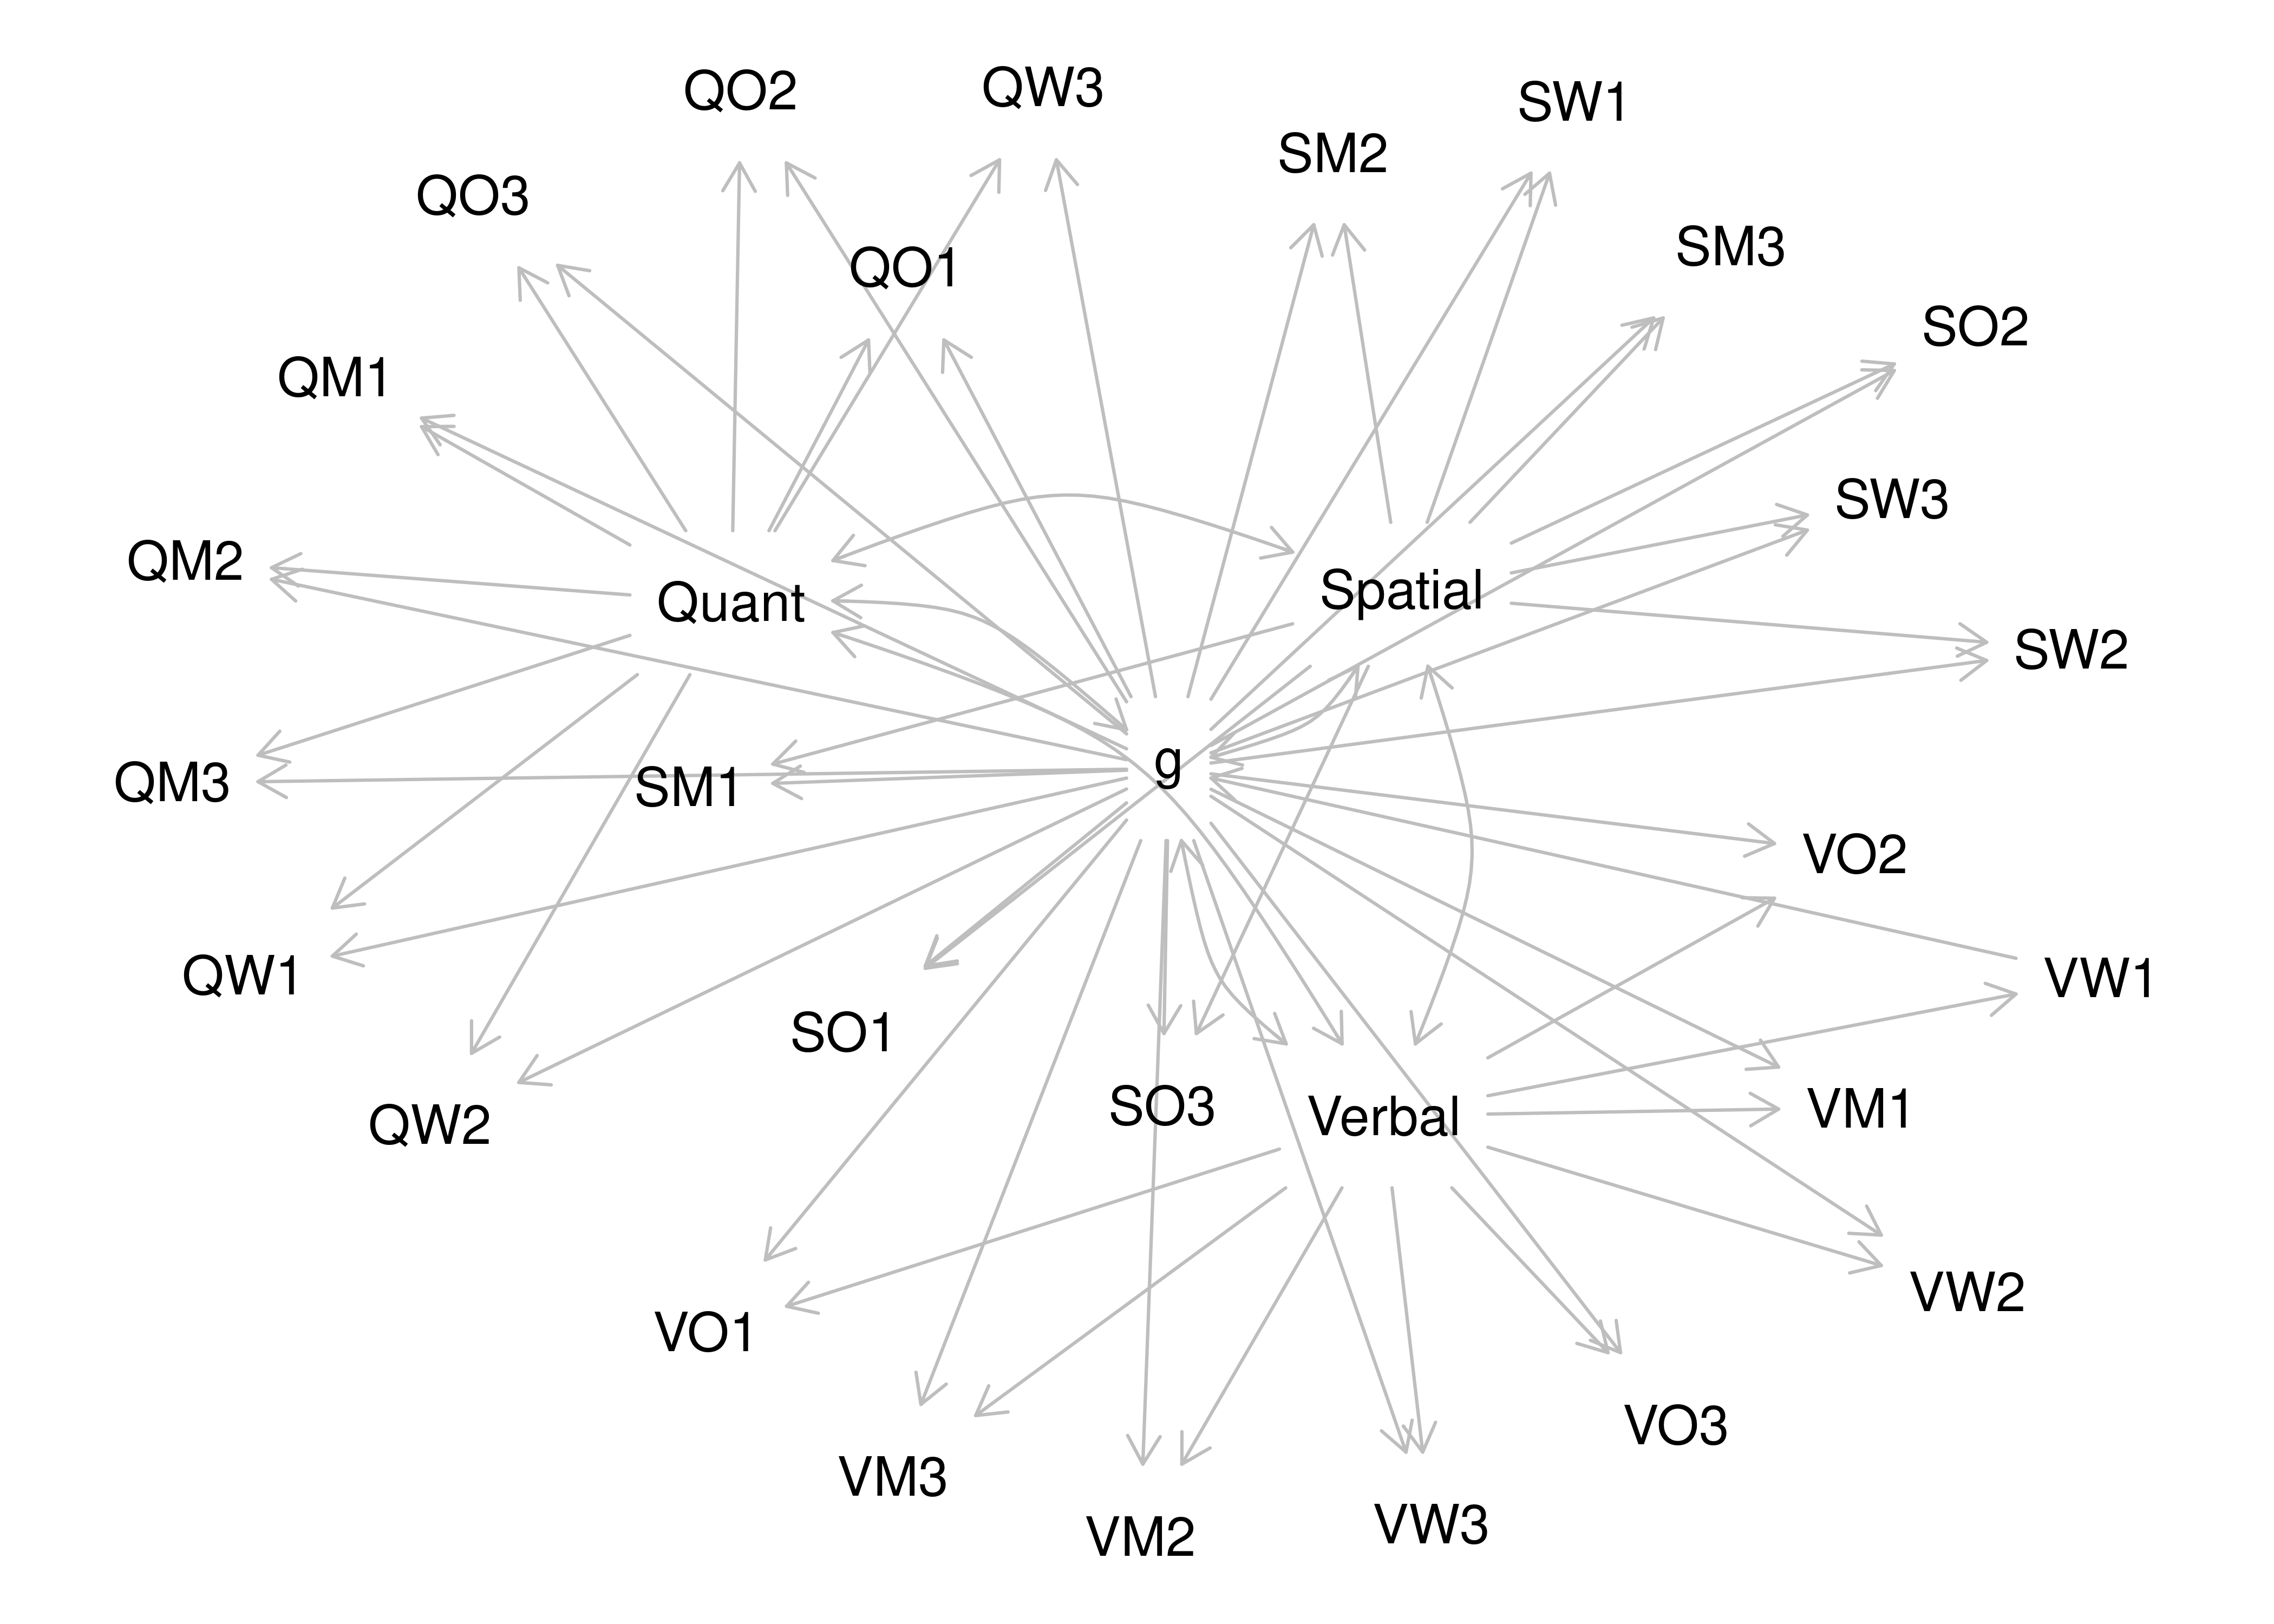 QO2
QW3
SW1
SM2
QO3
SM3
QO1
SO2
QM1
SW3
QM2
Quant
Spatial
SW2
g
QM3
SM1
VO2
QW1
VW1
SO1
SO3
Verbal
VM1
QW2
VW2
VO1
VO3
VM3
VM2
VW3